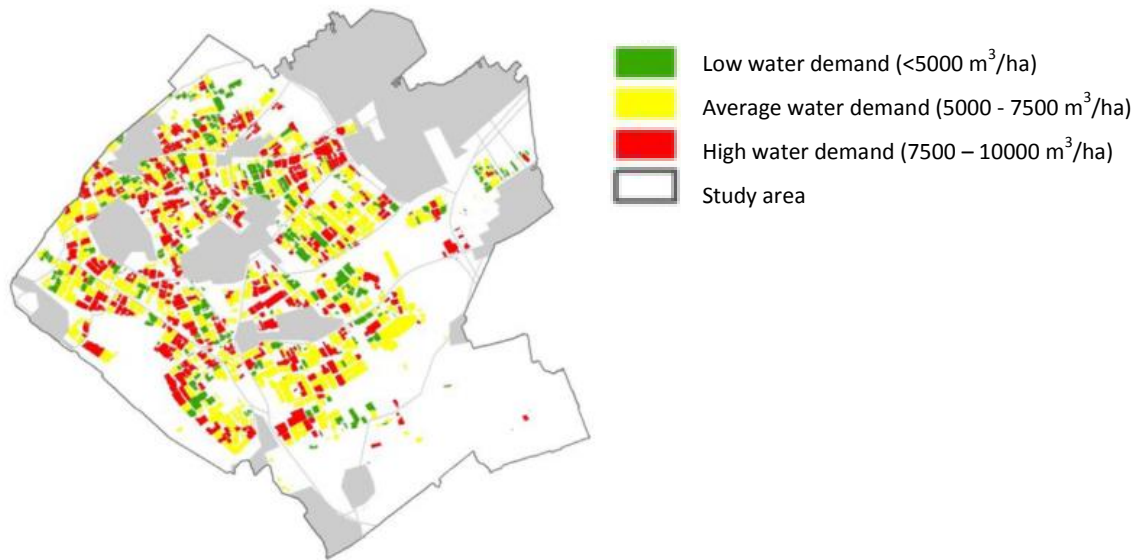 Low water demand (<5000 m³/ha)
Average water demand (5000 - 7500 m³/ha)
High water demand (7500 – 10000 m³/ha)
Study area